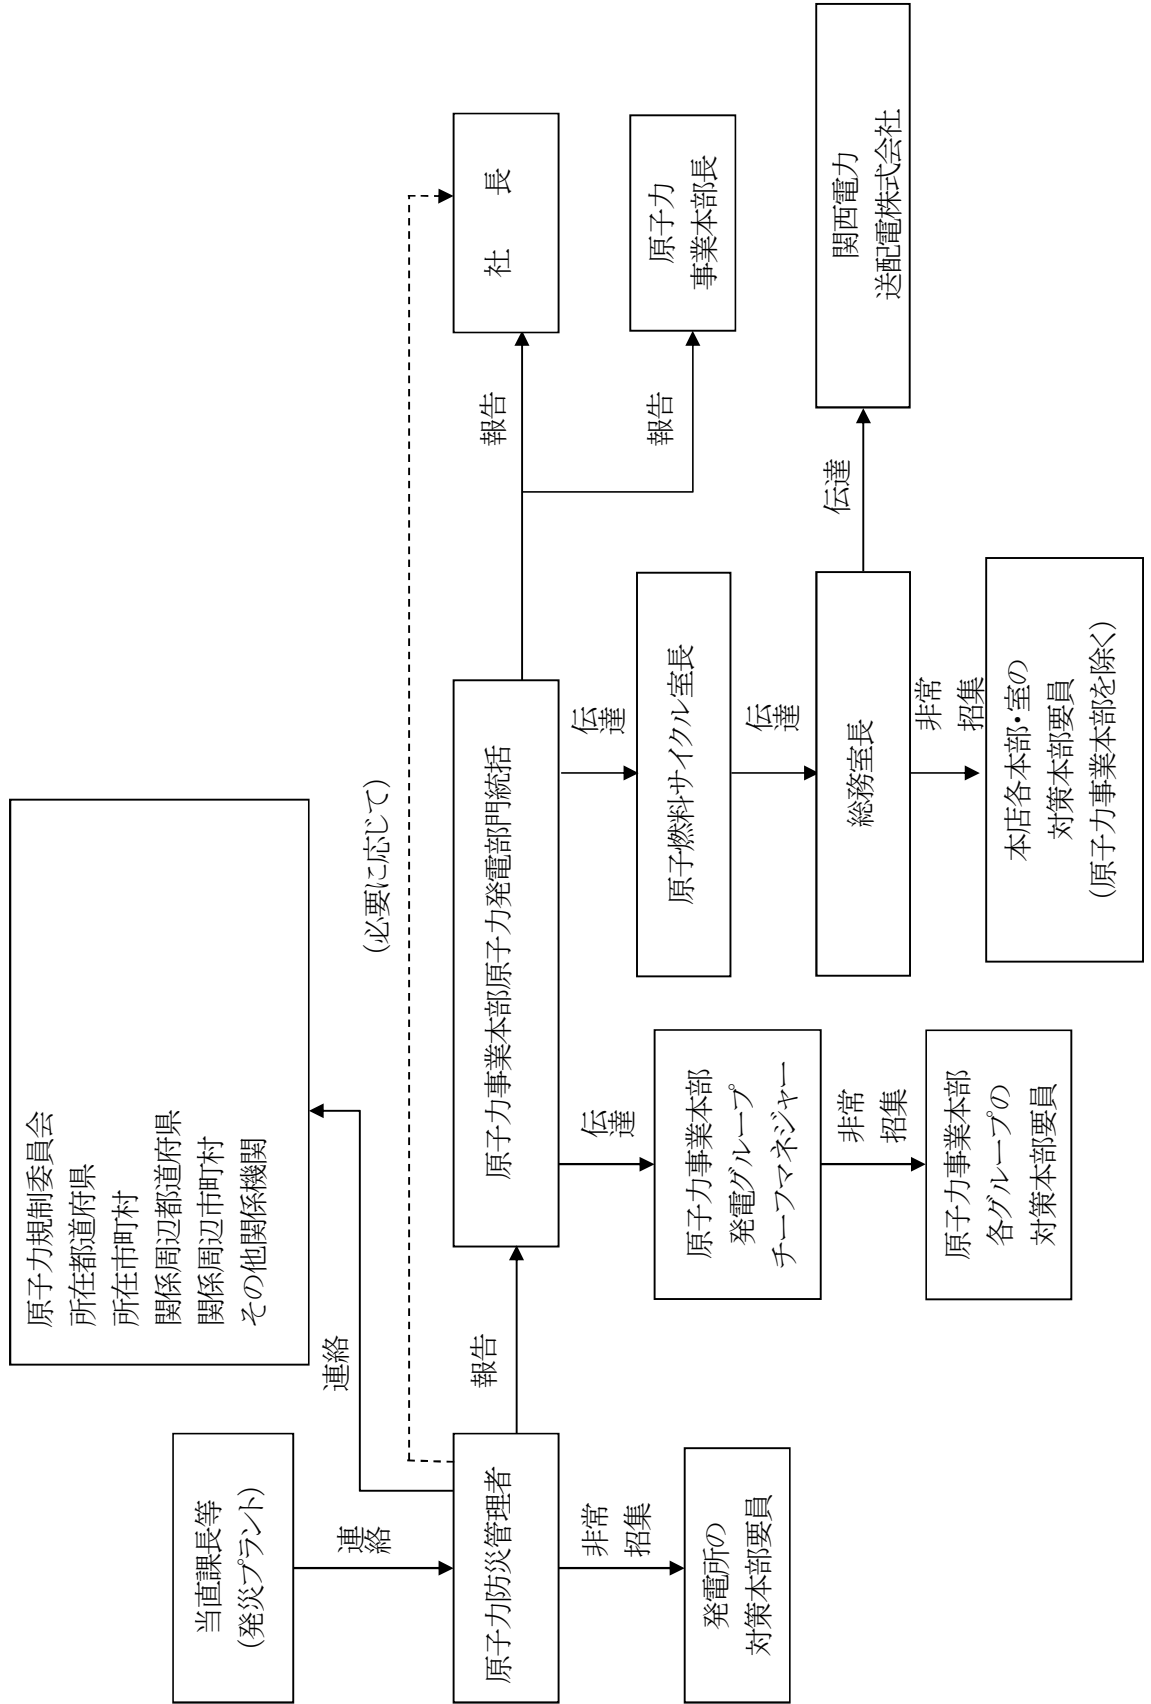 当直課長等
(発災プラント)
連絡
原子力防災管理者
非常
招集
発電所の
対策本部要員
連絡
原子力規制委員会
所在都道府県
所在市町村
関係周辺都道府県
関係周辺市町村
その他関係機関
(必要に応じて)
報告
原子力事業本部原子力発電部門統括
伝達
原子力事業本部
発電グループ
チーフマネジャー
非常
招集
原子力事業本部
各グループの
対策本部要員
伝達
原子燃料サイクル室長
伝達
総務室長
非常
招集
本店各本部・室の
対策本部要員
(原子力事業本部を除く)
報告
社　長
報告
原子力
事業本部長
伝達
関西電力
送配電株式会社